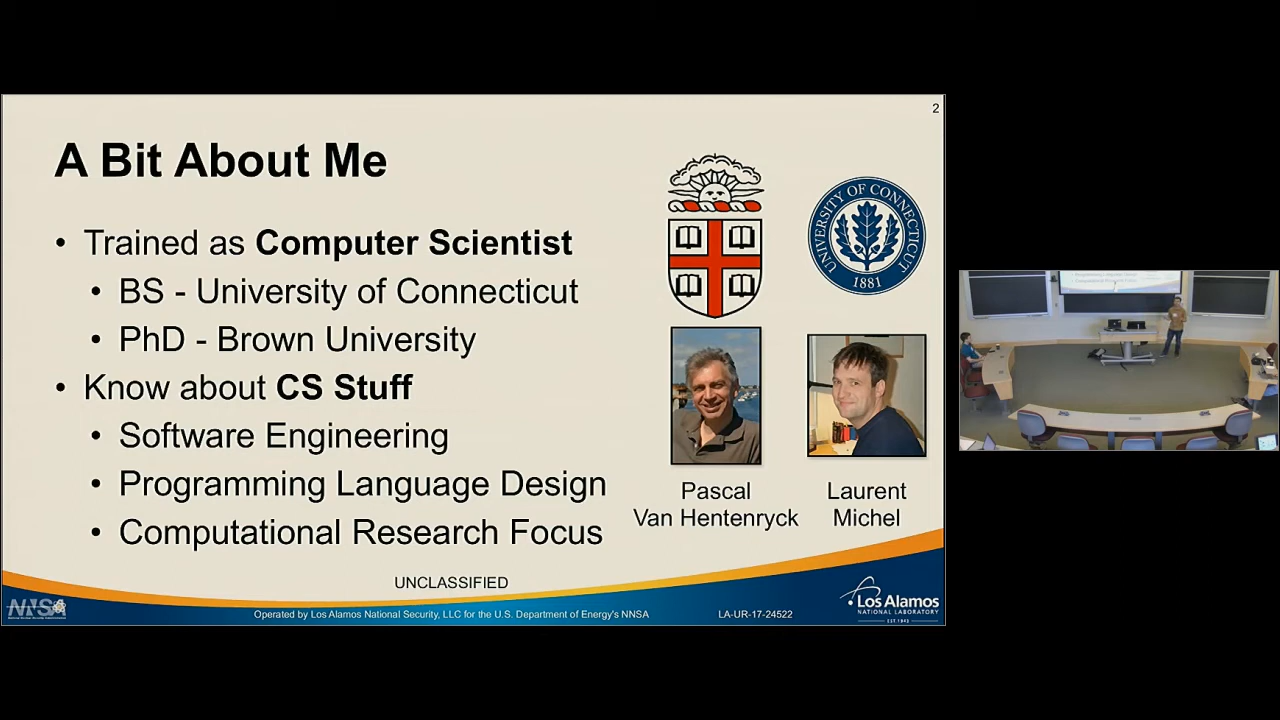 2
A Bit About Me
• Trained as Computer Scientist
• BS - University of Connecticut
• PhD - Brown University
• Know about CS Stuff
• Software Engineering
• Programming Language Design
• Computational Research Focus
UNIVERSITY OF CONNECTICUT
1881
Pascal
Van Hentenryck
Laurent
Michel
UNCLASSIFIED
NNSA
Operated by Los Alamos National Security, LLC for the U.S. Department of Energy's NNSA
LA-UR-17-24522
Los Alamos
NATIONAL LABORATORY
EST. 1943